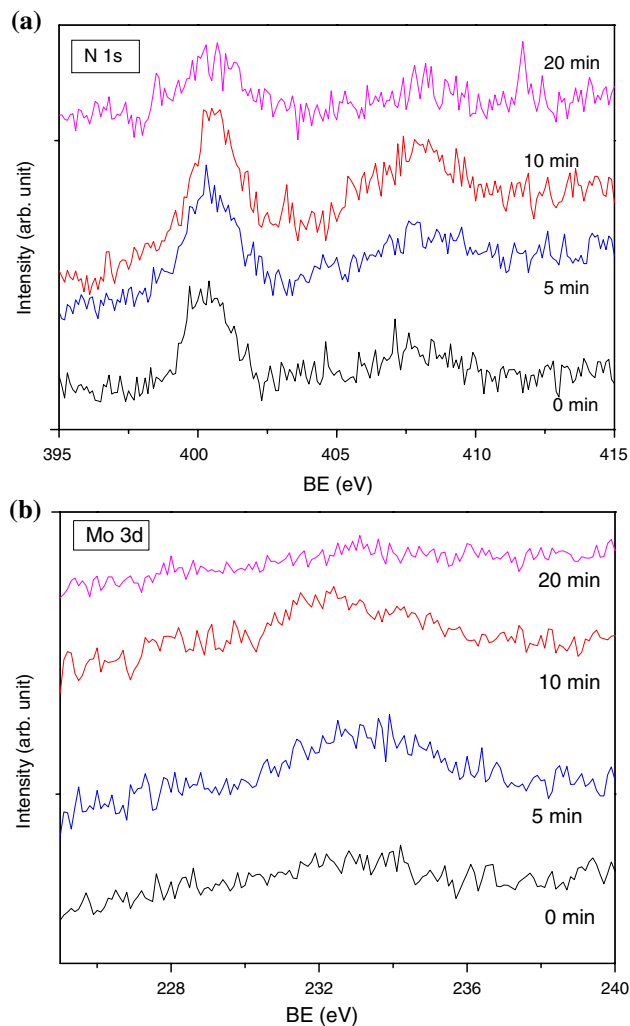 (a)
N 1s
20 min
10 min
5 min
0 min
Intensity (arb. unit)
395 400 405 410 415
BE (eV)
(b)
Mo 3d
20 min
10 min
5 min
0 min
Intensity (arb. unit)
228 232 236 240
BE (eV)